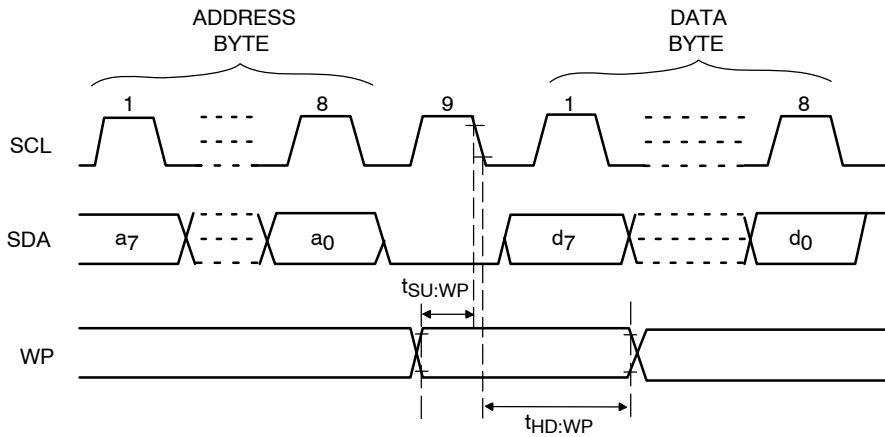 ADDRESS
BYTE
DATA
BYTE
1
8
9
1
8
SCL
SDA
a7
a0
d7
d0
tSU:WP
WP
tHD:WP